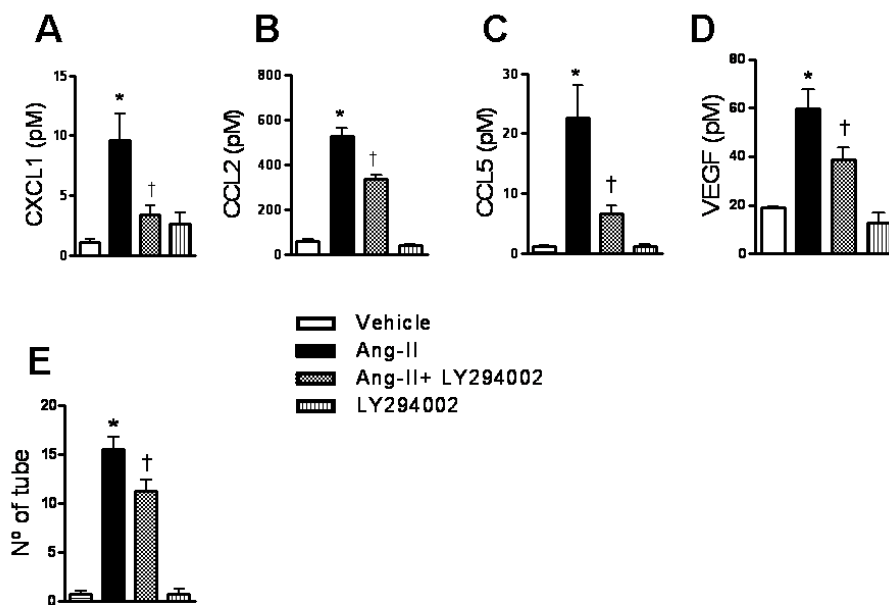 A
CXCL1 (pM)
15
10
5
0
*
†
B
CCL2 (pM)
800
600
400
200
0
*
†
C
CCL5 (pM)
30
20
10
0
*
†
D
VEGF (pM)
80
60
40
20
0
*
†
Vehicle
Ang-II
Ang-II+ LY294002
LY294002
E
Nº of tube
20
15
10
5
0
*
†